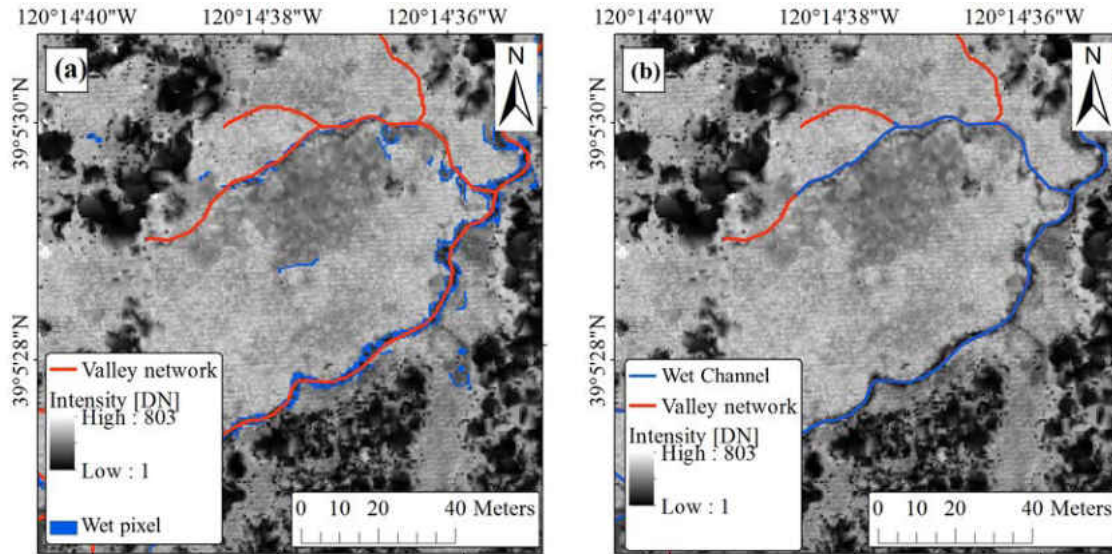 120°14'40"W 120°14'38"W 120°14'36"W
(a)
N
39°5'30"N
39°5'28"N
Valley network
Intensity [DN]
High : 803
Low : 1
Wet pixel
0 10 20 40 Meters
120°14'40"W 120°14'38"W 120°14'36"W
(b)
N
39°5'30"N
39°5'28"N
Wet Channel
Valley network
Intensity [DN]
High : 803
Low : 1
0 10 20 40 Meters